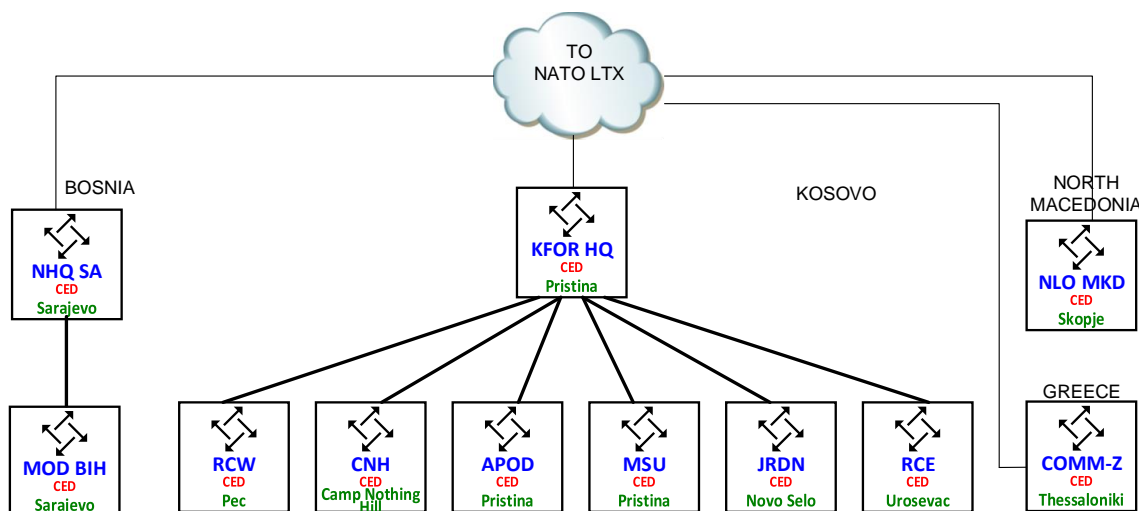 TO
NATO LTX
BOSNIA
KOSOVO
NORTH
MACEDONIA
NHQ SA
CED
Sarajevo
KFOR HQ
CED
Pristina
NLO MKD
CED
Skopje
GREECE
MOD BIH
CED
Sarajevo
RCW
CED
Pec
CNH
CED
Camp Nothing
Hill
APOD
CED
Pristina
MSU
CED
Pristina
JRDN
CED
Novo Selo
RCE
CED
Urosevac
COMM-Z
CED
Thessaloniki